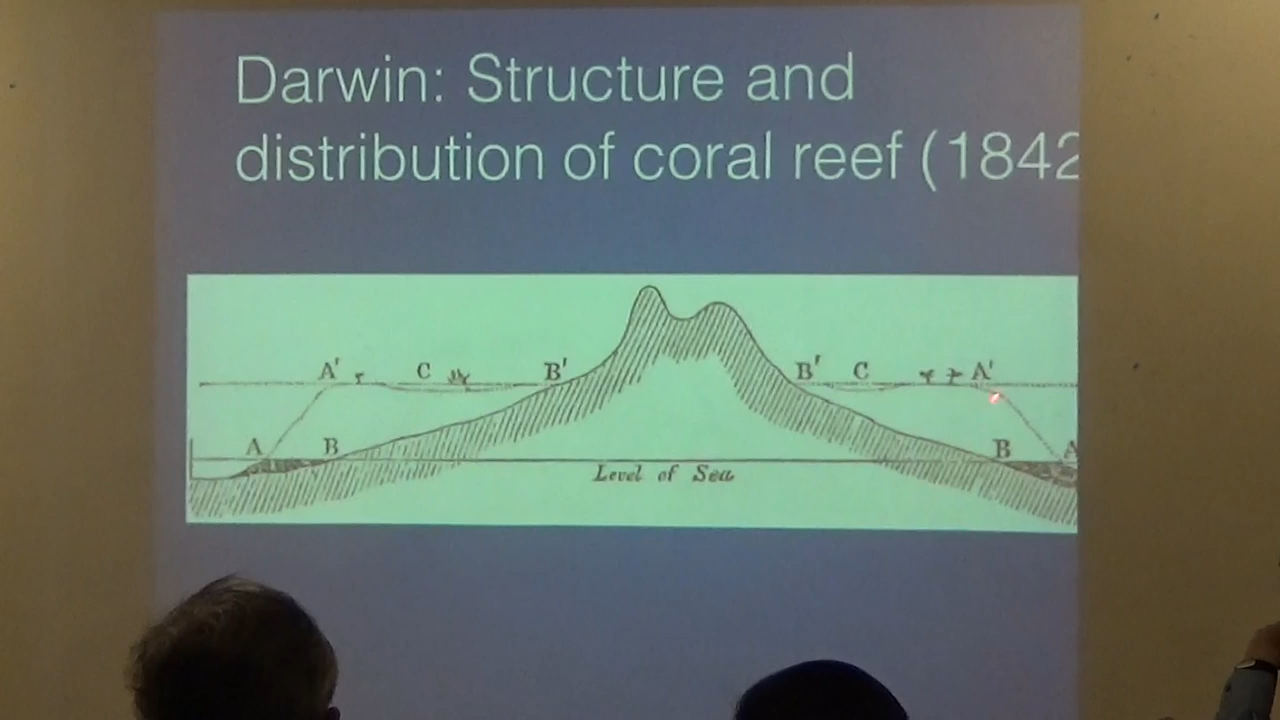 Darwin: Structure and
distribution of coral reef (1842
A' C B' B' C A'
A B B A
Level of Sea